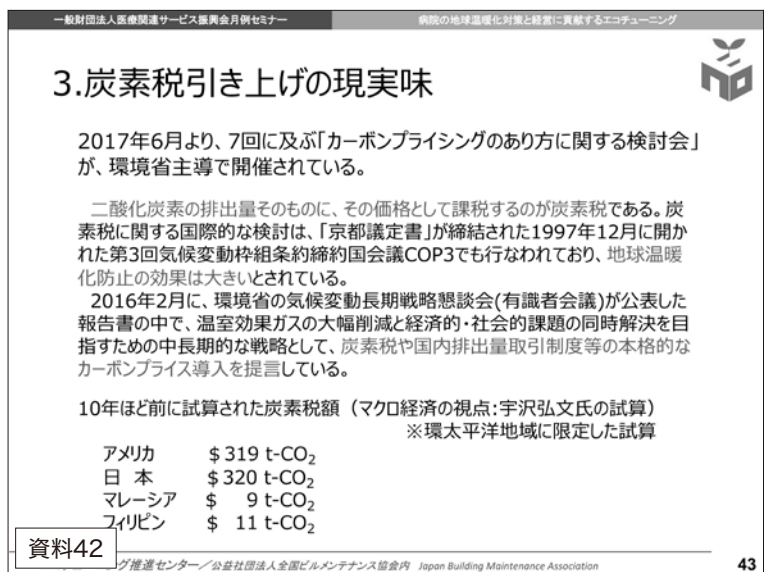 一般財団法人医療関連サービス振興会月例セミナー
病院の地球温暖化対策と経営に貢献するエコチューニング
3.炭素税引き上げの現実味
2017年6月より、7回に及ぶ「カーボンプライシングのあり方に関する検討会」
が、環境省主導で開催されている。
二酸化炭素の排出量そのものに、その価格として課税するのが炭素税である。炭
素税に関する国際的な検討は、「京都議定書」が締結された1997年12月に開か
れた第3回気候変動枠組条約締約国会議COP3でも行なわれており、地球温暖
化防止の効果は大きいとされている。
2016年2月に、環境省の気候変動長期戦略懇談会(有識者会議)が公表した
報告書の中で、温室効果ガスの大幅削減と経済的・社会的課題の同時解決を目
指すための中長期的な戦略として、炭素税や国内排出量取引制度等の本格的な
カーボンプライス導入を提言している。
10年ほど前に試算された炭素税額（マクロ経済の視点:宇沢弘文氏の試算）
※環太平洋地域に限定した試算
アメリカ $ 319 t-CO₂
日 本 $ 320 t-CO₂
マレーシア $ 9 t-CO₂
フィリピン $ 11 t-CO₂
資料42
グ推進センター／公益社団法人全国ビルメンテナンス協会内 Japan Building Maintenance Association
43